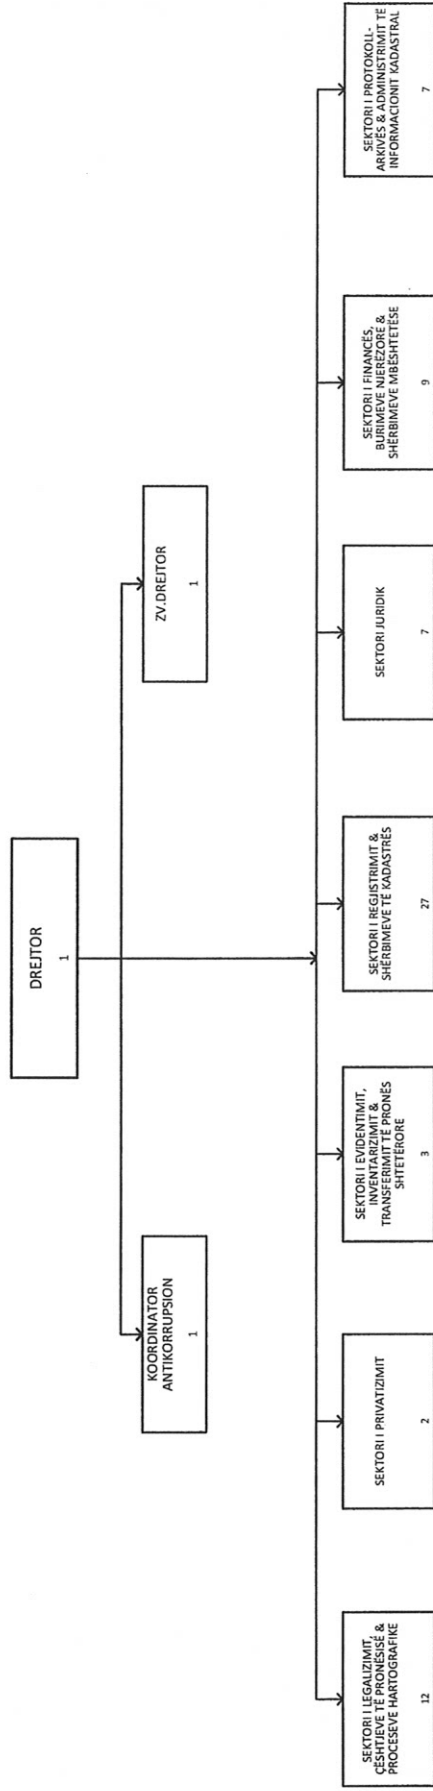 DREJTOR
1
KOORDINATOR
ANTIKORRUPSION
1
ZV.DREJTOR
1
SEKTORI I LEGALIZIMIT,
ÇËSHTJEVE TË PRONËSISË &
PROCESEVE HARTOGRAFIKE
12
SEKTORI I PRIVATIZIMIT
2
SEKTORI I EVIDENTIMIT,
INVENTARIZIMIT &
TRANSFERIMIT TË PRONËS
SHTETËRORE
3
SEKTORI I REGJISTRIMIT &
SHËRBIMEVE TË KADASTRËS
27
SEKTORI JURIDIK
7
SEKTORI I FINANCËS,
BURIMEVE NJERËZORE &
SHËRBIMEVE MBËSHTETËSE
9
SEKTORI I PROTOKOLL-
ARKIVËS & ADMINISTRIMIT TË
INFORMACIONIT KADASTRAL
7